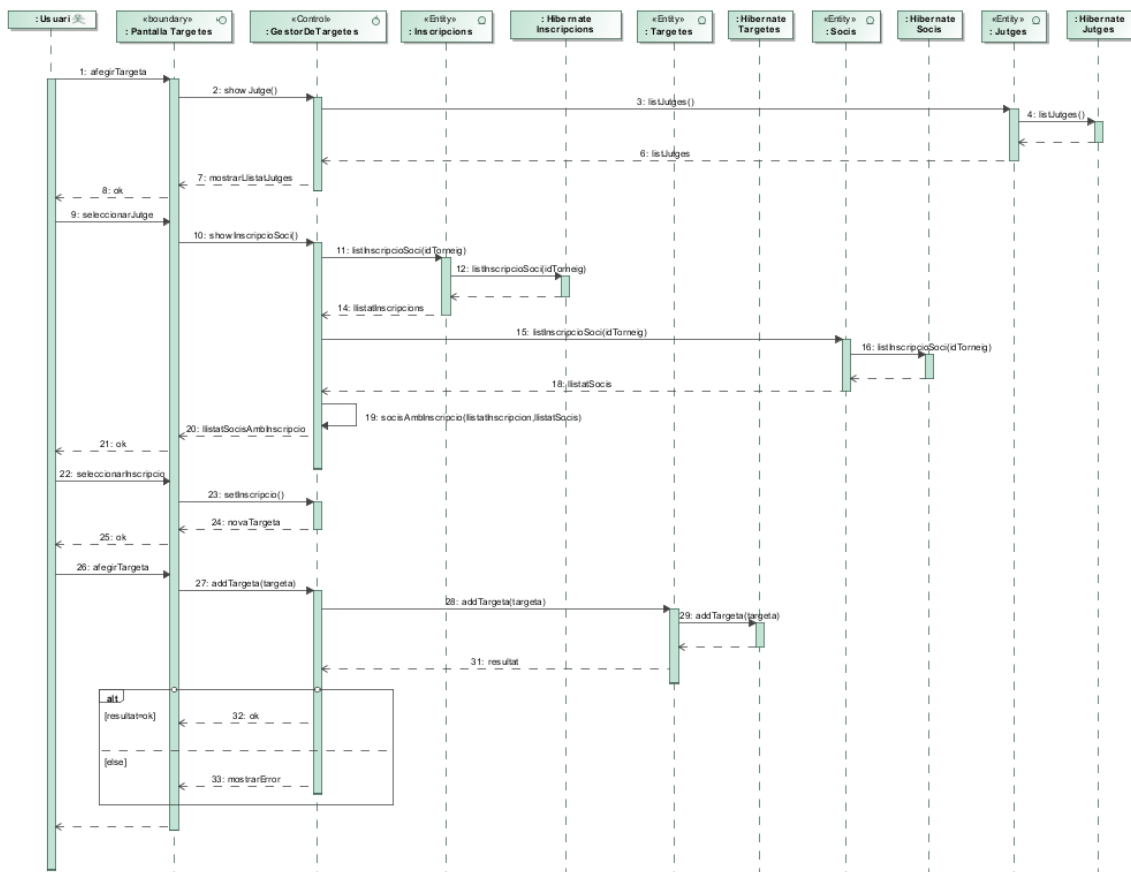 : Usuari
«boundary»
: Pantalla Targetes
«Control»
: GestorDeTargetes
«Entity»
: Inscripcions
: Hibernate
Inscripcions
«Entity»
: Targetes
: Hibernate
Targetes
«Entity»
: Socis
: Hibernate
Socis
«Entity»
: Jutges
: Hibernate
Jutges
1: afegirTargeta
2: showJutge()
3: listJutges()
4: listJutges()
6: listJutges
7: mostrarLlistatJutges
8: ok
9: seleccionarJutge
10: showInscripcioSoci()
11: listInscripcioSoci(idTorneig)
12: listInscripcioSoci(idTorneig)
14: llistatInscripcions
15: listInscripcioSoci(idTorneig)
16: listInscripcioSoci(idTorneig)
18: llistatSocis
19: socisAmbInscripcio(llistatInscripcion,llistatSocis)
20: llistatSocisAmbInscripcio
21: ok
22: seleccionarInscripcio
23: setInscripcio()
24: novaTargeta
25: ok
26: afegirTargeta
27: addTargeta(targeta)
28: addTargeta(targeta)
29: addTargeta(targeta)
31: resultat
alt
[resultat=ok]
32: ok
[else]
33: mostrarError